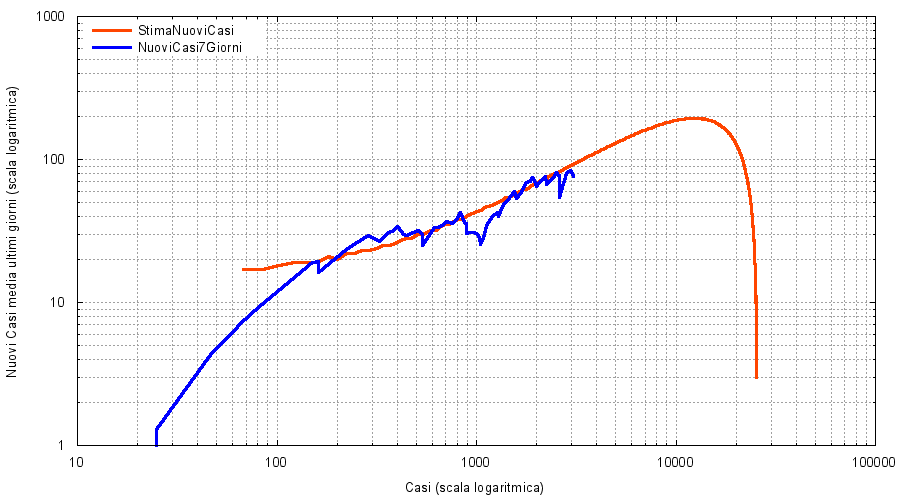 StimaNuoviCasi
NuoviCasi7Giorni
Nuovi Casi media ultimi giorni (scala logaritmica)
1000
100
10
1
10
100
1000
10000
100000
Casi (scala logaritmica)